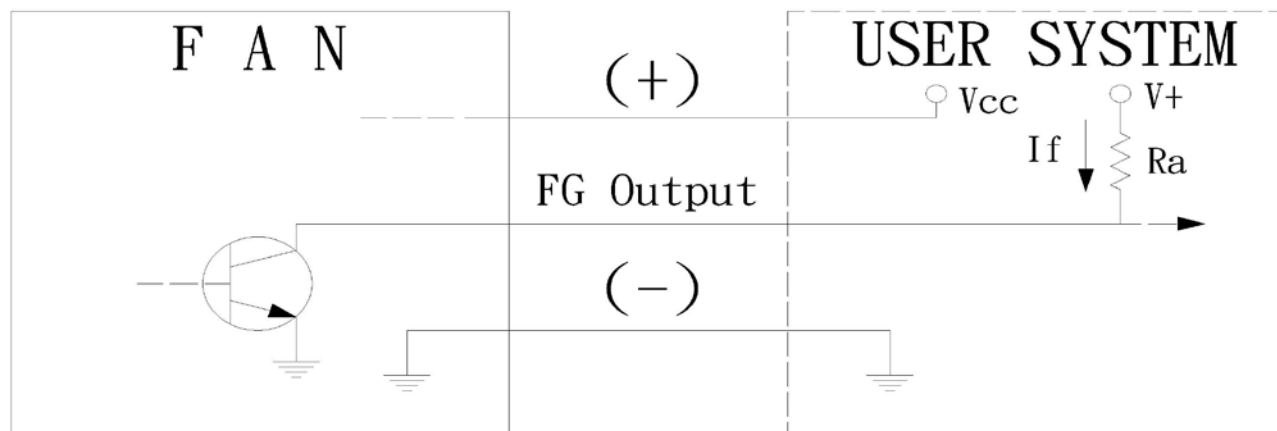 F A N
USER SYSTEM
(+)
Vcc
V+
If
Ra
FG Output
(-)